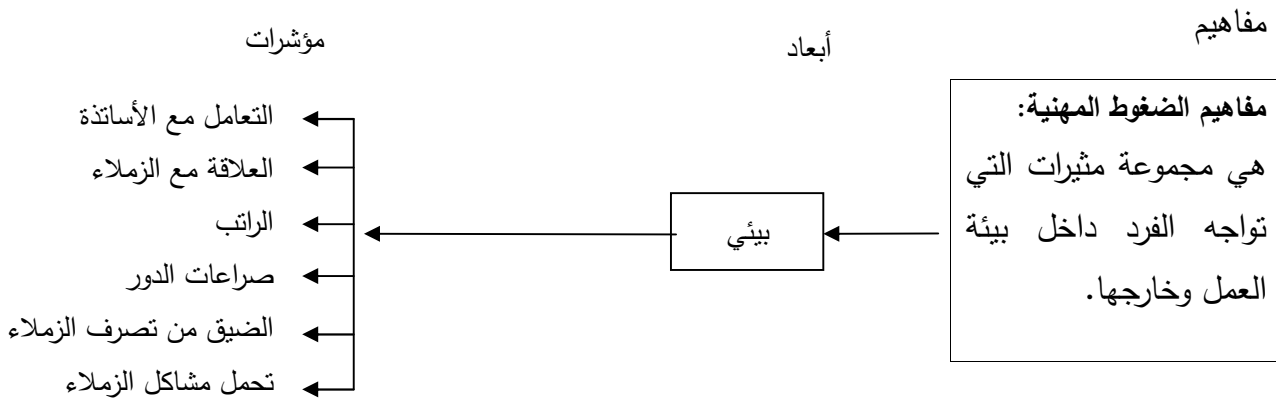 مفاهيم
أبعاد
مؤشرات
مفاهيم الضغوط المهنية:
هي مجموعة مثيرات التي
تواجه الفرد داخل بيئة
العمل وخارجها.
بيئي
التعامل مع الأساتذة
العلاقة مع الزملاء
الراتب
صراعات الدور
الضيق من تصرف الزملاء
تحمل مشاكل الزملاء